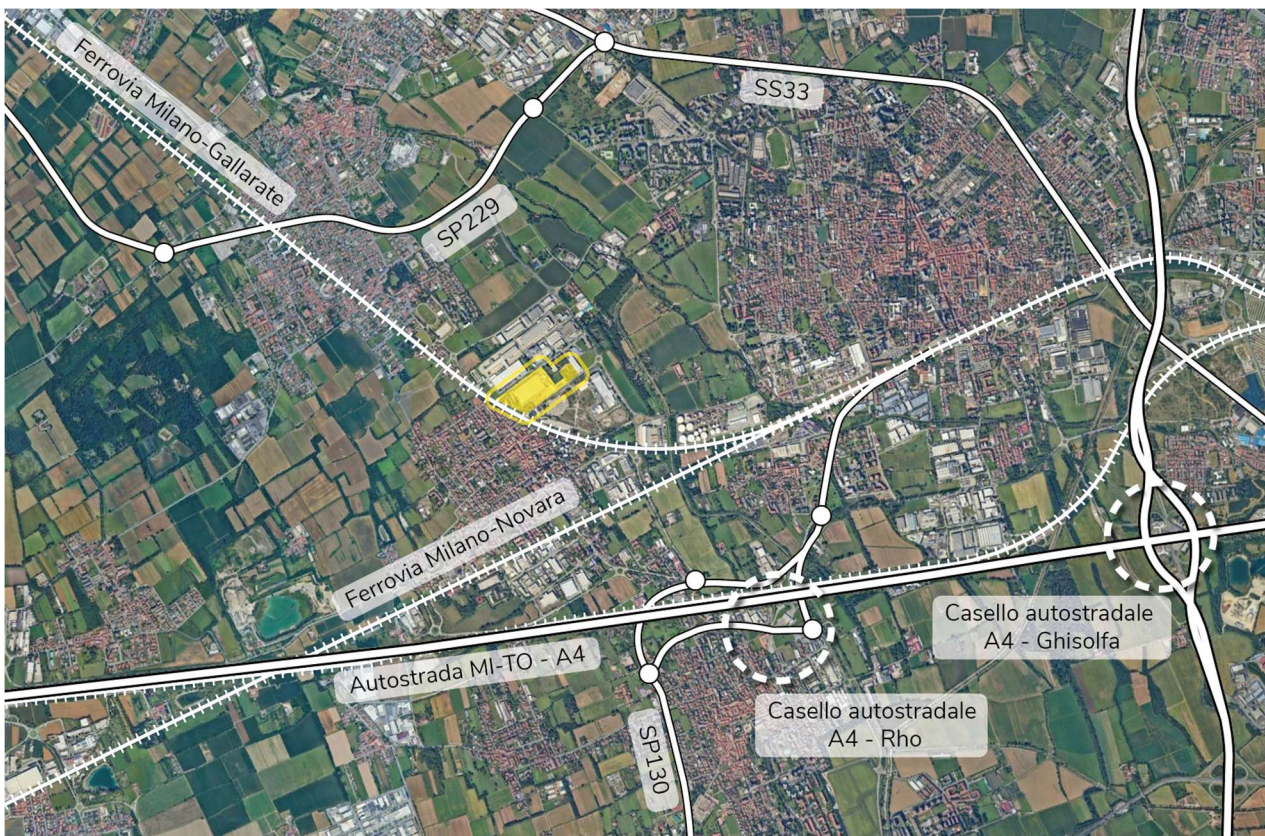 Ferrovia Milano-Gallarate
SS33
SP229
Ferrovia Milano-Novara
Casello autostradale
A4 - Ghisolfa
Autostrada MI-TO - A4
Casello autostradale
A4 - Rho
SP130